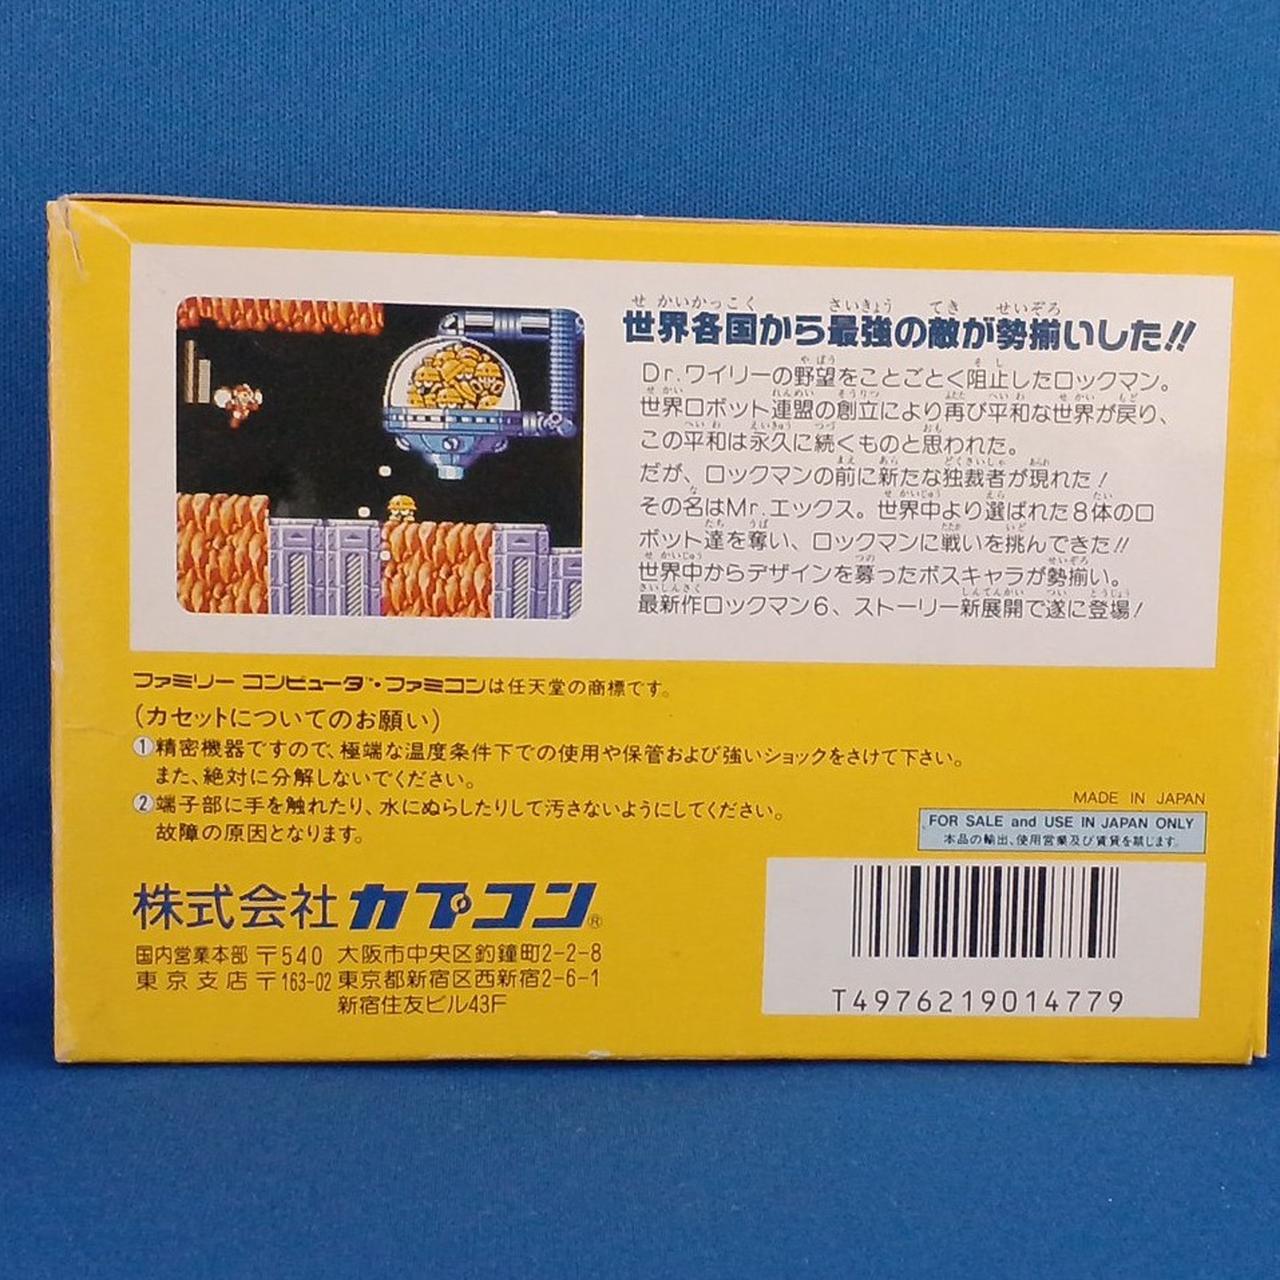 世界各国から最強の敵が勢揃いした!!
Dr.ワイリーの野望をことごとく阻止したロックマン。
世界ロボット連盟の創立により再び平和な世界が戻り、
この平和は永久に続くものと思われた。
だが、ロックマンの前に新たな独裁者が現れた!
その名はMr.エックス。世界中より選ばれた8体のロ
ボット達を奪い、ロックマンに戦いを挑んできた!!
世界中からデザインを募ったボスキャラが勢揃い。
最新作ロックマン6、ストーリー新展開で遂に登場!
ファミリーコンピュータ™・ファミコンは任天堂の商標です。
(カセットについてのお願い)
①精密機器ですので、極端な温度条件下での使用や保管および強いショックをさけて下さい。
また、絶対に分解しないでください。
②端子部に手を触れたり、水にぬらしたりして汚さないようにしてください。
故障の原因となります。
MADE IN JAPAN
FOR SALE and USE IN JAPAN ONLY
本品の輸出、使用営業及び賃貸を禁じます。
株式会社カプコン®
国内営業本部 〒540 大阪市中央区釣鐘町2-2-8
東京支店 〒163-02 東京都新宿区西新宿2-6-1
新宿住友ビル43F
T4976219014779